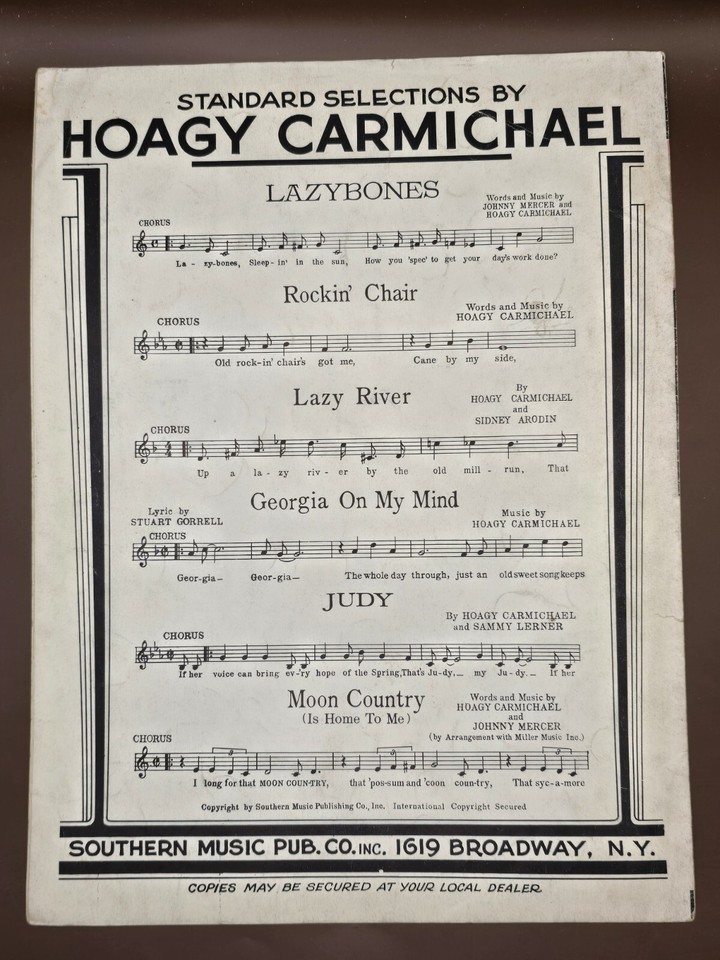 STANDARD SELECTIONS BY
HOAGY CARMICHAEL
LAZYBONES
Words and Music by
JOHNNY MERCER and
HOAGY CARMICHAEL
CHORUS
La - zy-bones, Sleep-in' in the sun, How you 'spec' to get your day's work done?
Rockin' Chair
Words and Music by
HOAGY CARMICHAEL
CHORUS
Old rock-in' chair's got me, Cane by my side,
Lazy River
By
HOAGY CARMICHAEL
and
SIDNEY ARODIN
CHORUS
Up a la - zy riv - er by the old mill - run, That
Georgia On My Mind
Lyric by
STUART GORRELL
Music by
HOAGY CARMICHAEL
CHORUS
Geor-gia— Geor-gia— The whole day through, just an old sweet song keeps
JUDY
By HOAGY CARMICHAEL
and SAMMY LERNER
CHORUS
If her voice can bring ev-'ry hope of the Spring, That's Ju-dy,— my Ju-dy.— If her
Moon Country
(Is Home To Me)
Words and Music by
HOAGY CARMICHAEL
and
JOHNNY MERCER
(by Arrangement with Miller Music Inc.)
CHORUS
I long for that MOON COUN-TRY, that 'pos-sum and 'coon coun-try, That syc-a-more
Copyright by Southern Music Publishing Co., Inc. International Copyright Secured
SOUTHERN MUSIC PUB. CO. INC. 1619 BROADWAY, N.Y.
COPIES MAY BE SECURED AT YOUR LOCAL DEALER